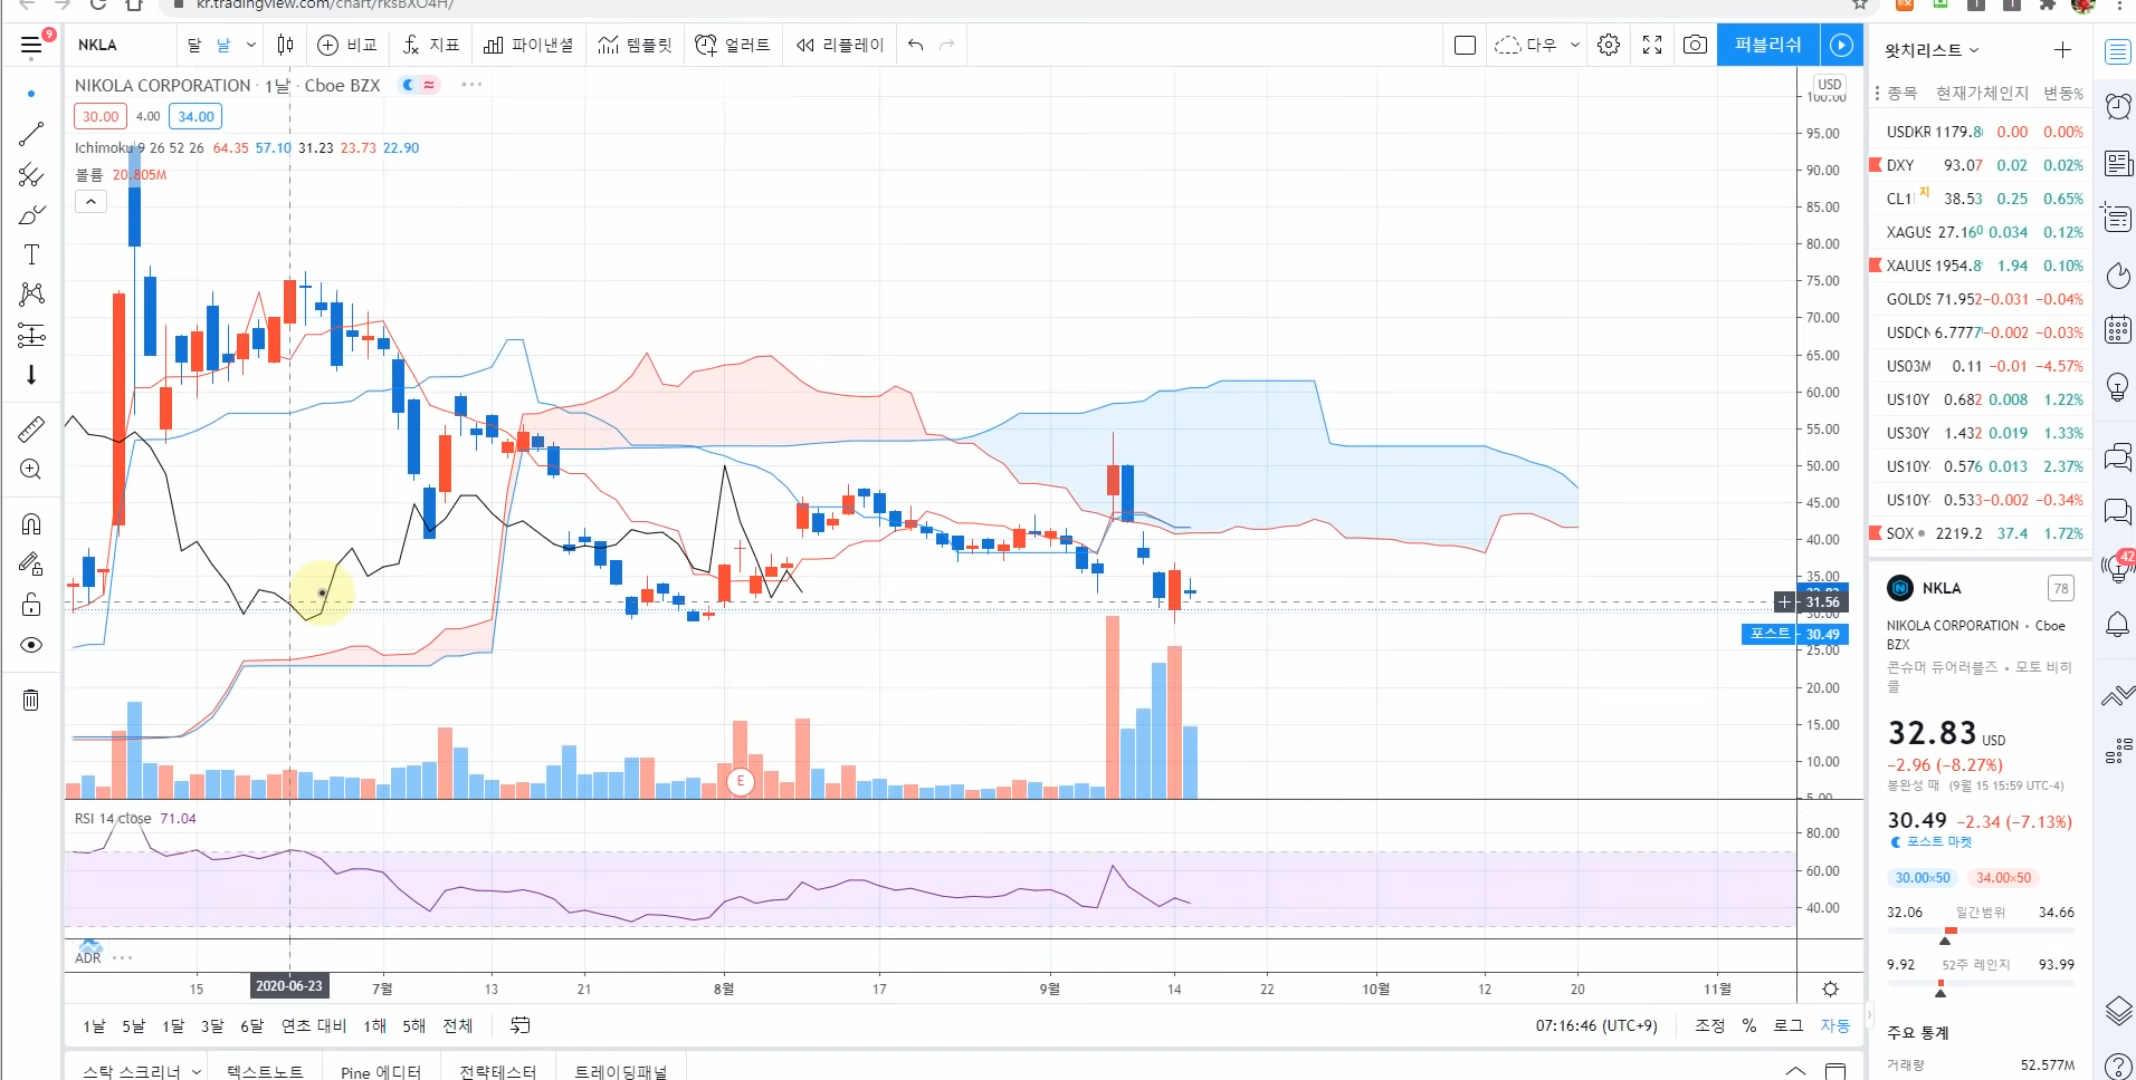 kr.tradingview.com/chart/rksBXO4H/
9
NKLA
달 날
비교
지표
파이낸셜
템플릿
얼러트
리플레이
다우
퍼블리쉬
NIKOLA CORPORATION · 1날 · Cboe BZX
30.00 4.00 34.00
Ichimoku 9 26 52 26 64.35 57.10 31.23 23.73 22.90
볼륨 20.805M
USD
100.00
95.00
90.00
85.00
80.00
75.00
70.00
65.00
60.00
55.00
50.00
45.00
40.00
35.00
31.56
포스트 30.49
25.00
20.00
15.00
10.00
5.00
E
RSI 14 close 71.04
80.00
60.00
40.00
ADR
15 2020-06-23 7월 13 21 8월 17 9월 14 22 10월 12 20 11월
1날 5날 1달 3달 6달 연초 대비 1해 5해 전체
07:16:46 (UTC+9) 조정 % 로그 자동
스탁 스크리너 텍스트노트 Pine 에디터 전략테스터 트레이딩패널
왓치리스트
종목 현재가 체인지 변동%
USDKR 1179.8 0.00 0.00%
DXY 93.07 0.02 0.02%
CL1! 지 38.53 0.25 0.65%
XAGUS 27.160 0.034 0.12%
XAUUS 1954.8 1.94 0.10%
GOLDS 71.952 −0.031 −0.04%
USDCN 6.7777 −0.002 −0.03%
US03M 0.11 −0.01 −4.57%
US10Y 0.682 0.008 1.22%
US30Y 1.432 0.019 1.33%
US10Y- 0.576 0.013 2.37%
US10Y- 0.533 −0.002 −0.34%
SOX 2219.2 37.4 1.72%
42
NKLA 78
NIKOLA CORPORATION • Cboe
BZX
콘슈머 듀어러블즈 • 모토 비히
클
32.83 USD
−2.96 (−8.27%)
봉완성 때 (9월 15 15:59 UTC-4)
30.49 −2.34 (−7.13%)
포스트 마켓
30.00×50 34.00×50
32.06 일간범위 34.66
9.92 52주 레인지 93.99
주요 통계
거래량 52.577M